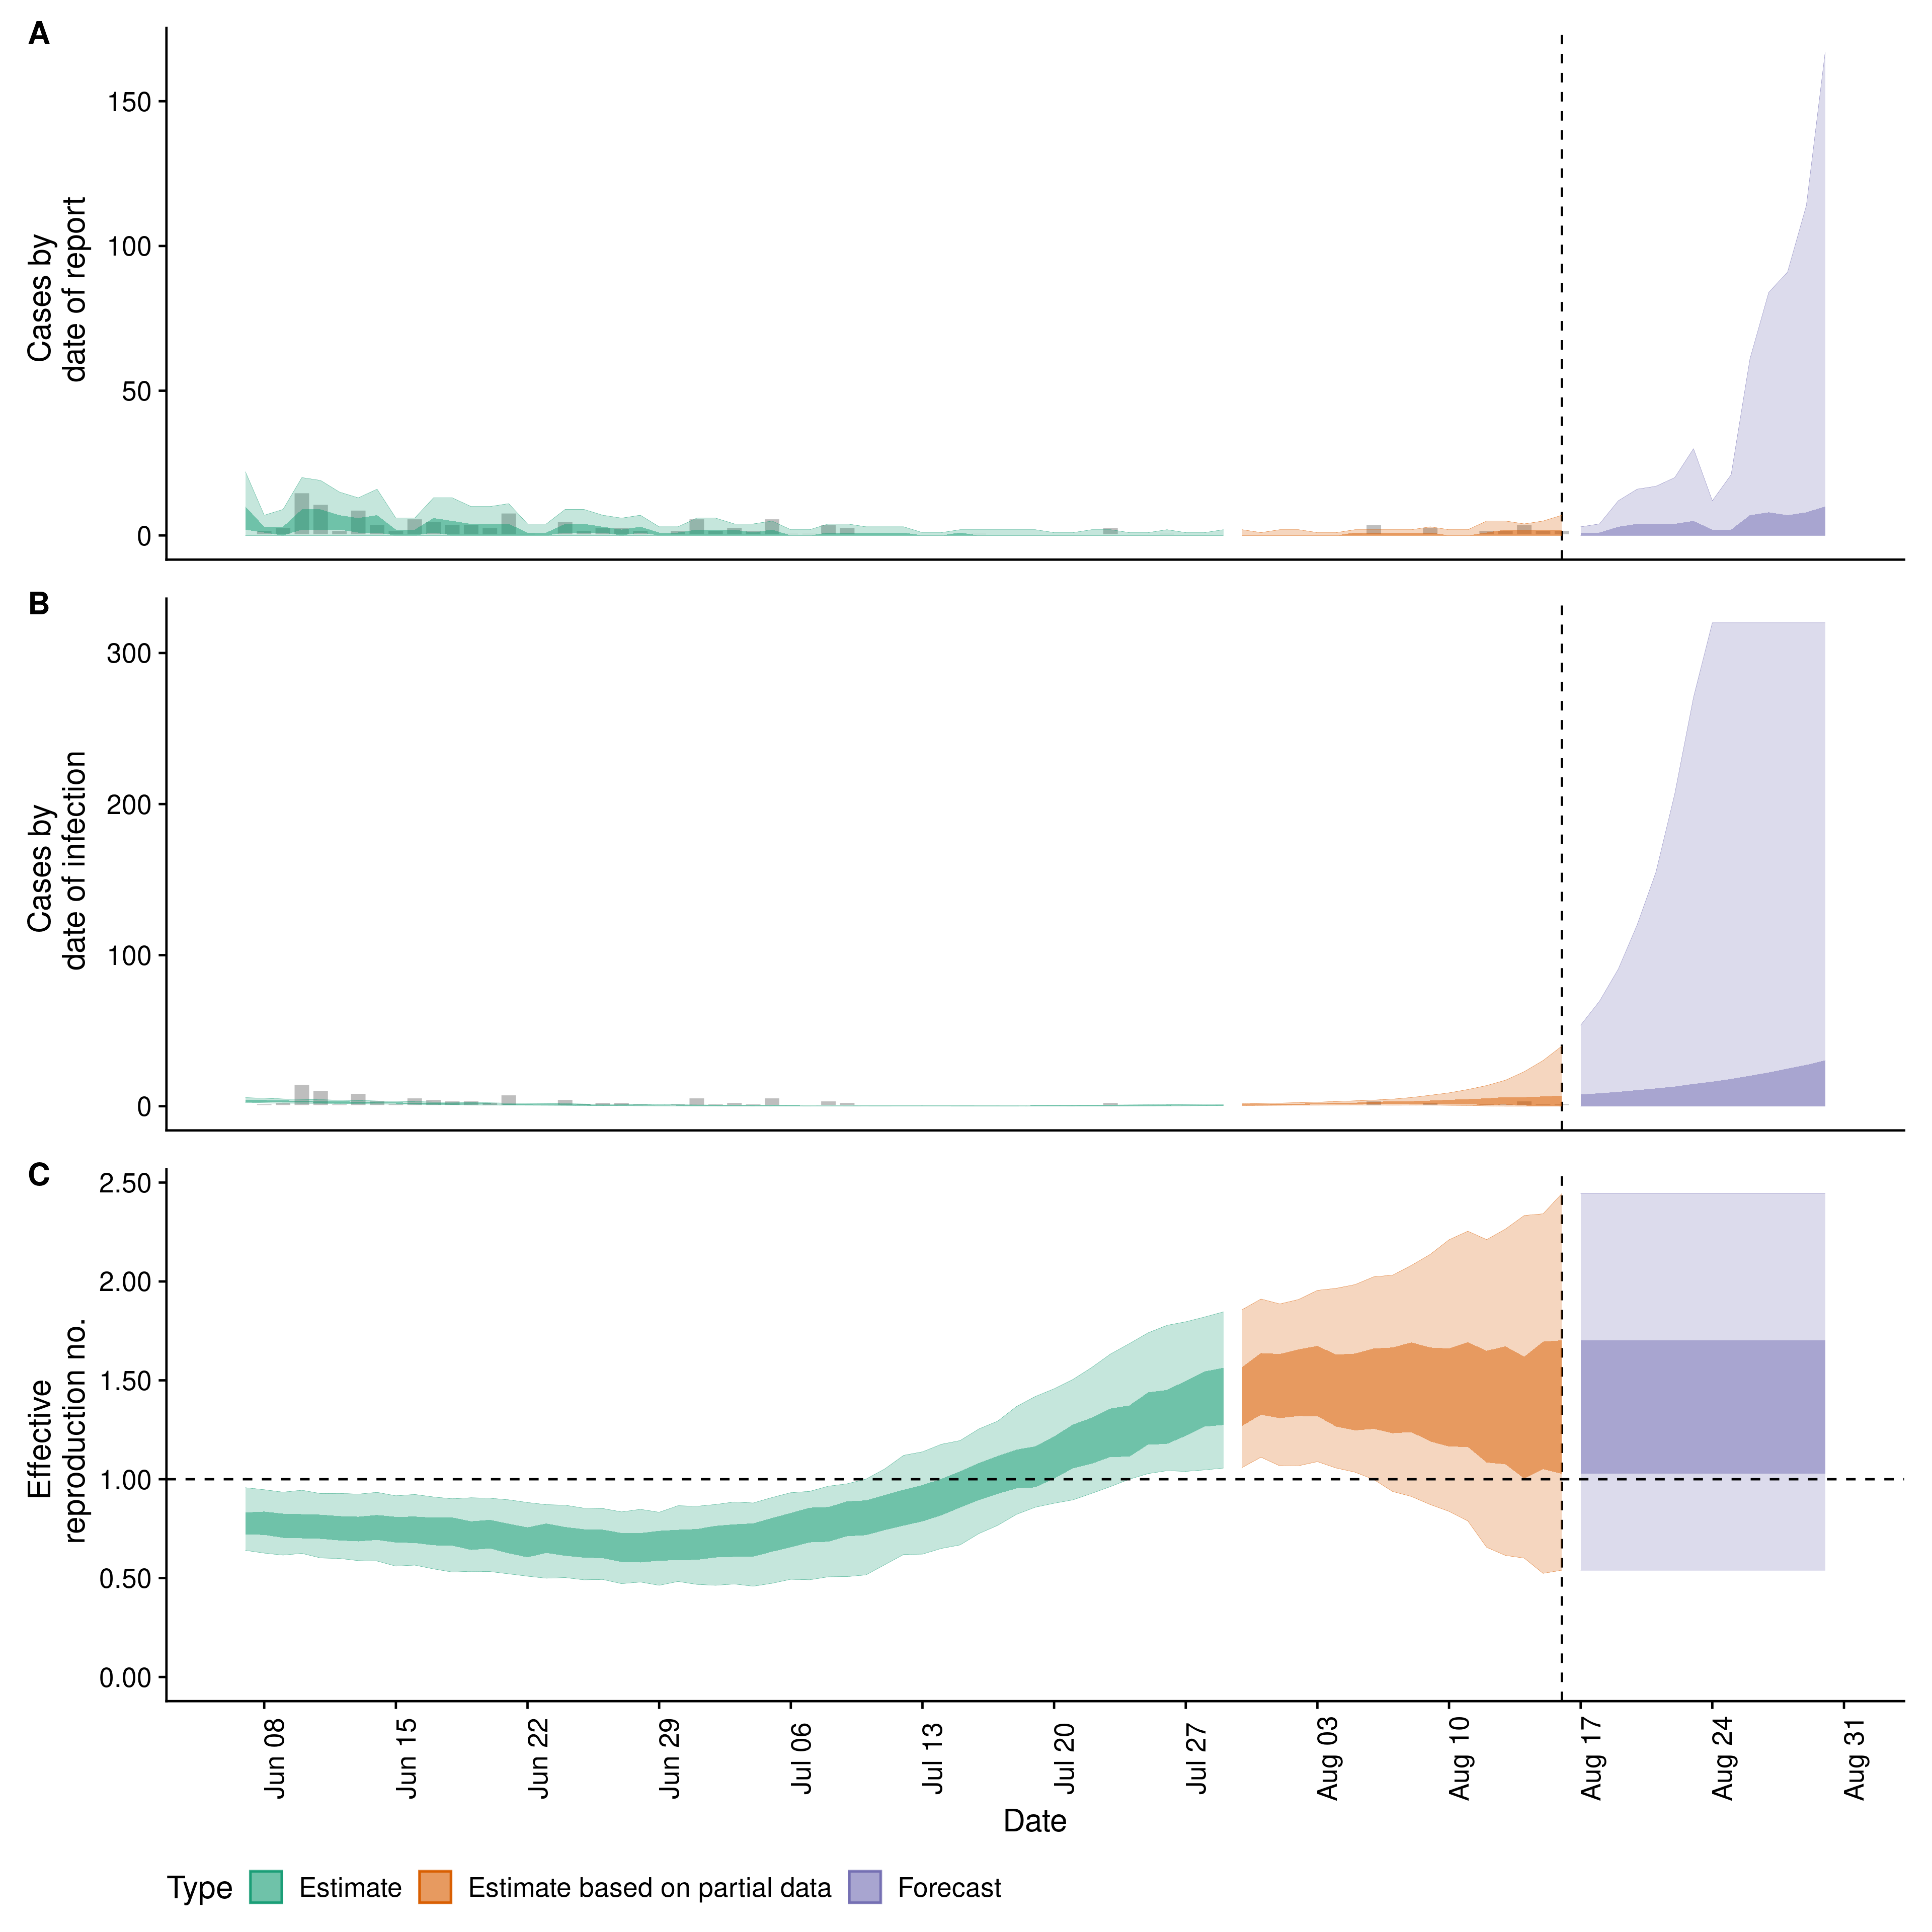 A
Cases by
date of report
150
100
50
0
B
Cases by
date of infection
300
200
100
0
C
Effective
reproduction no.
2.50
2.00
1.50
1.00
0.50
0.00
Jun 08
Jun 15
Jun 22
Jun 29
Jul 06
Jul 13
Jul 20
Jul 27
Aug 03
Aug 10
Aug 17
Aug 24
Aug 31
Date
Type Estimate Estimate based on partial data Forecast